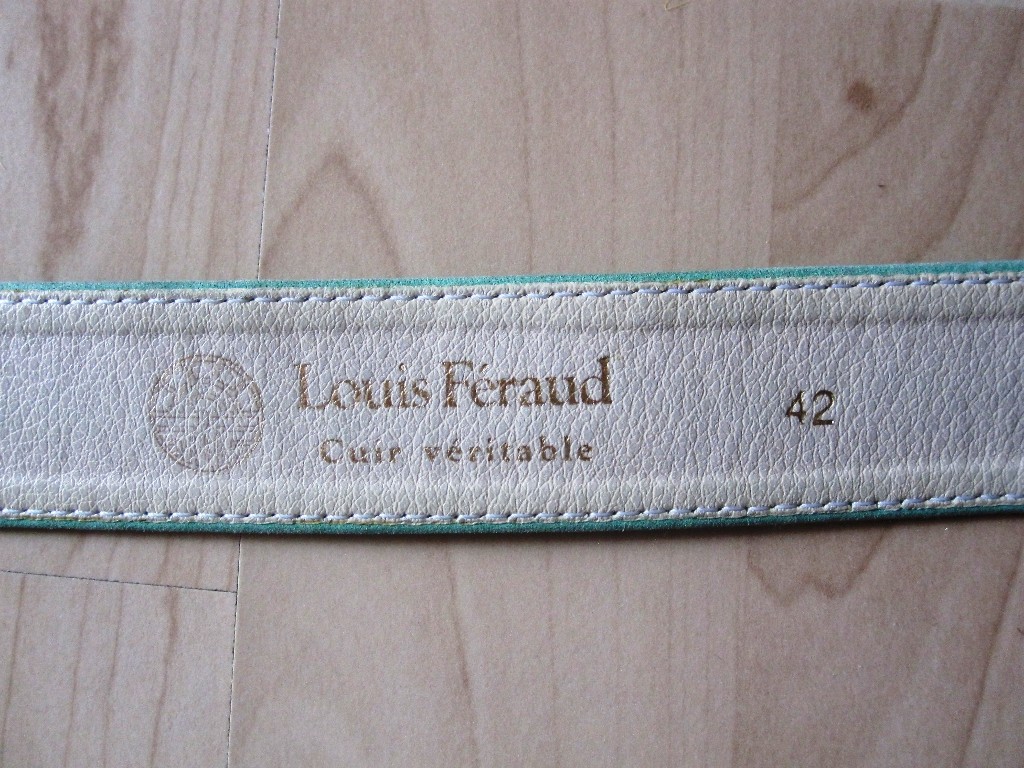 Louis Féraud
Cuir véritable
42